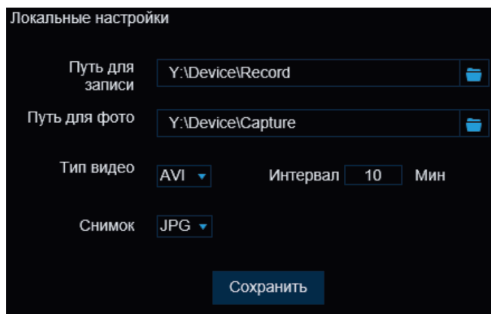 Локальные настройки
Путь для
записи
Y:\Device\Record
Путь для фото
Y:\Device\Capture
Тип видео AVI Интервал 10 Мин
Снимок JPG
Сохранить